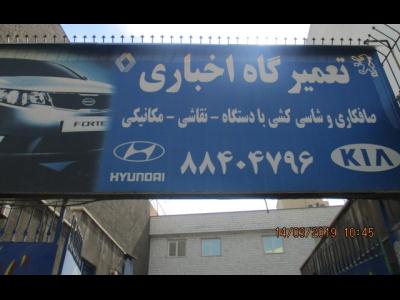 تعمیر گاه اخباری
صافکاری و شاسی کشی با دستگاه - نقاشی - مکانیکی
FORTE
HYUNDAI
۸۸۴۰۴۷۹۶
KIA
14/09/2019 10:45